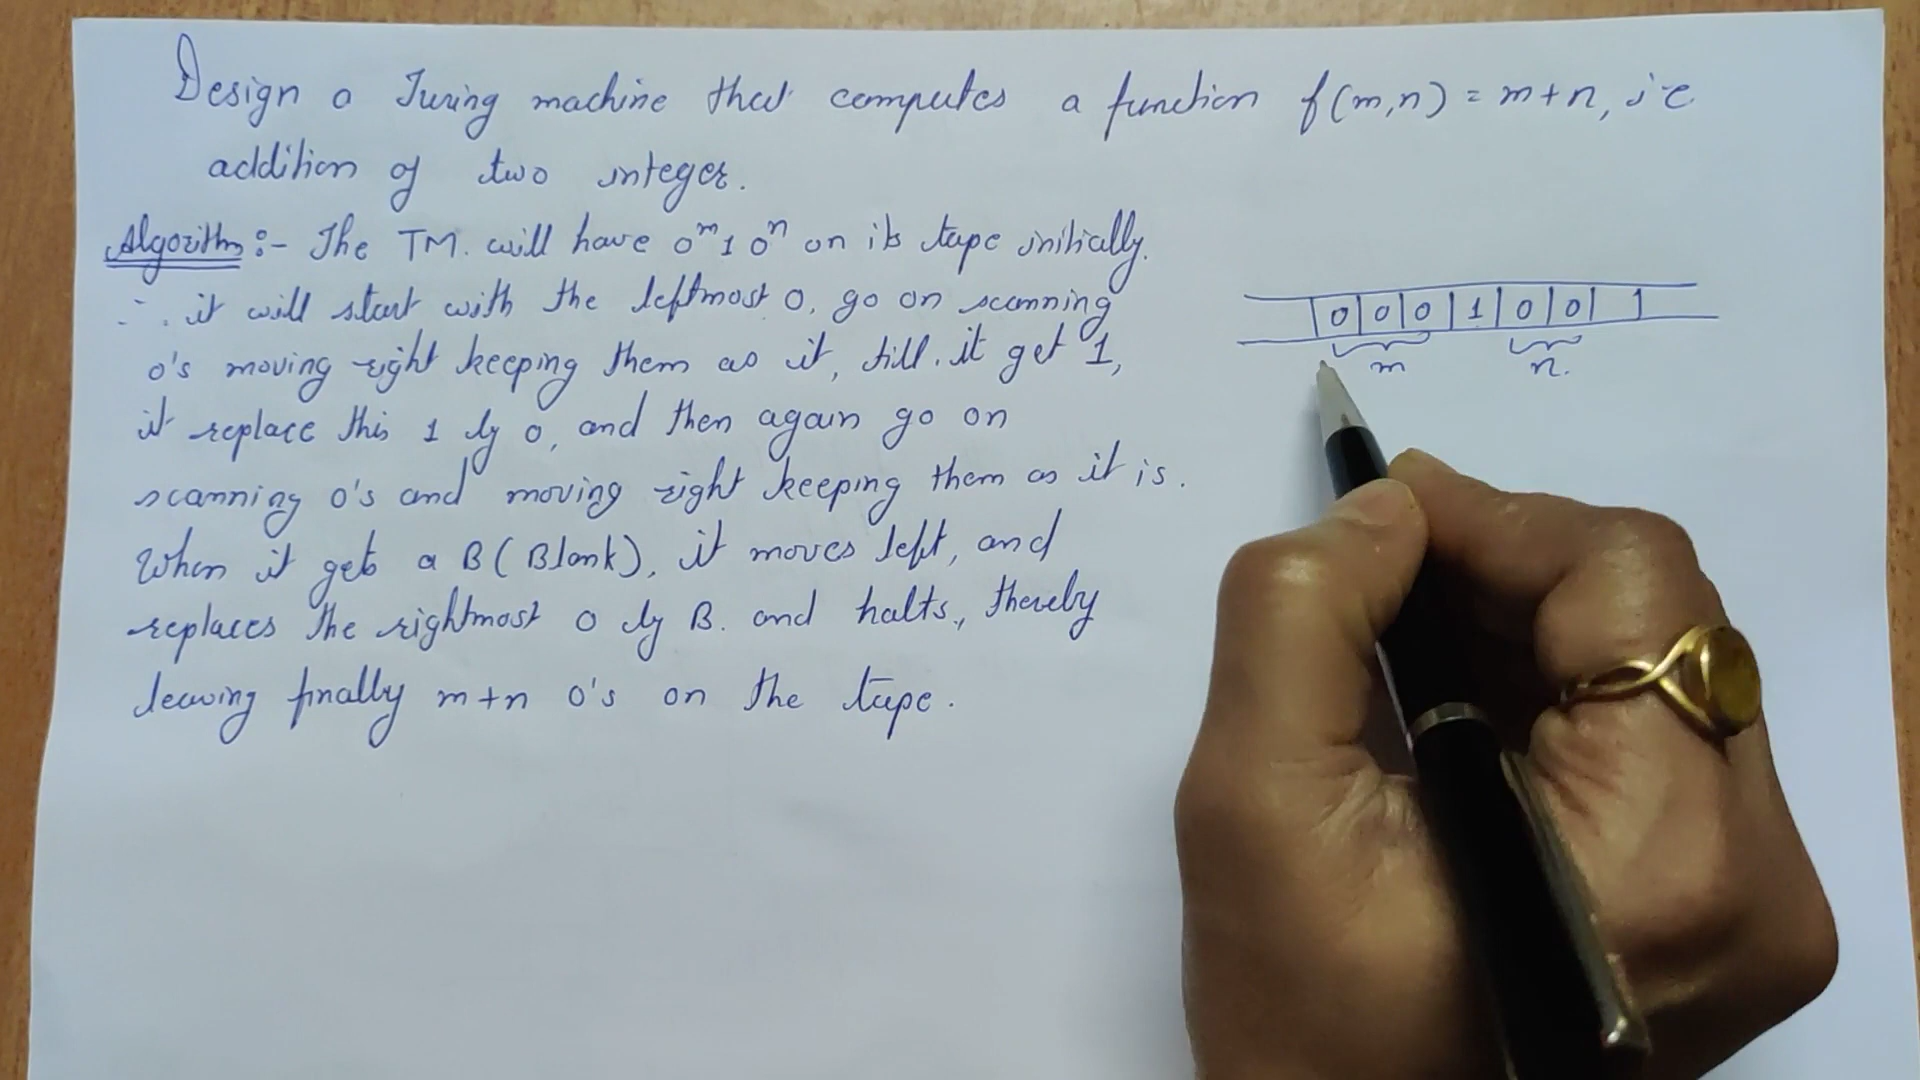 Design a Turing machine that computes a function f(m,n) = m+n, i.e
addition of two integer.
Algorithm :- The TM. will have 0^m 1 0^n on its tape initially.
∴ it will start with the leftmost 0, go on scanning
0's moving right keeping them as it, till. it get 1,
it replace this 1 by 0, and then again go on
scanning 0's and moving right keeping them as it is.
When it gets a B (Blank), it moves left, and
replaces the rightmost 0 by B. and halts., thereby
leaving finally m+n 0's on the tape.
0 0 0 1 0 0
m n.